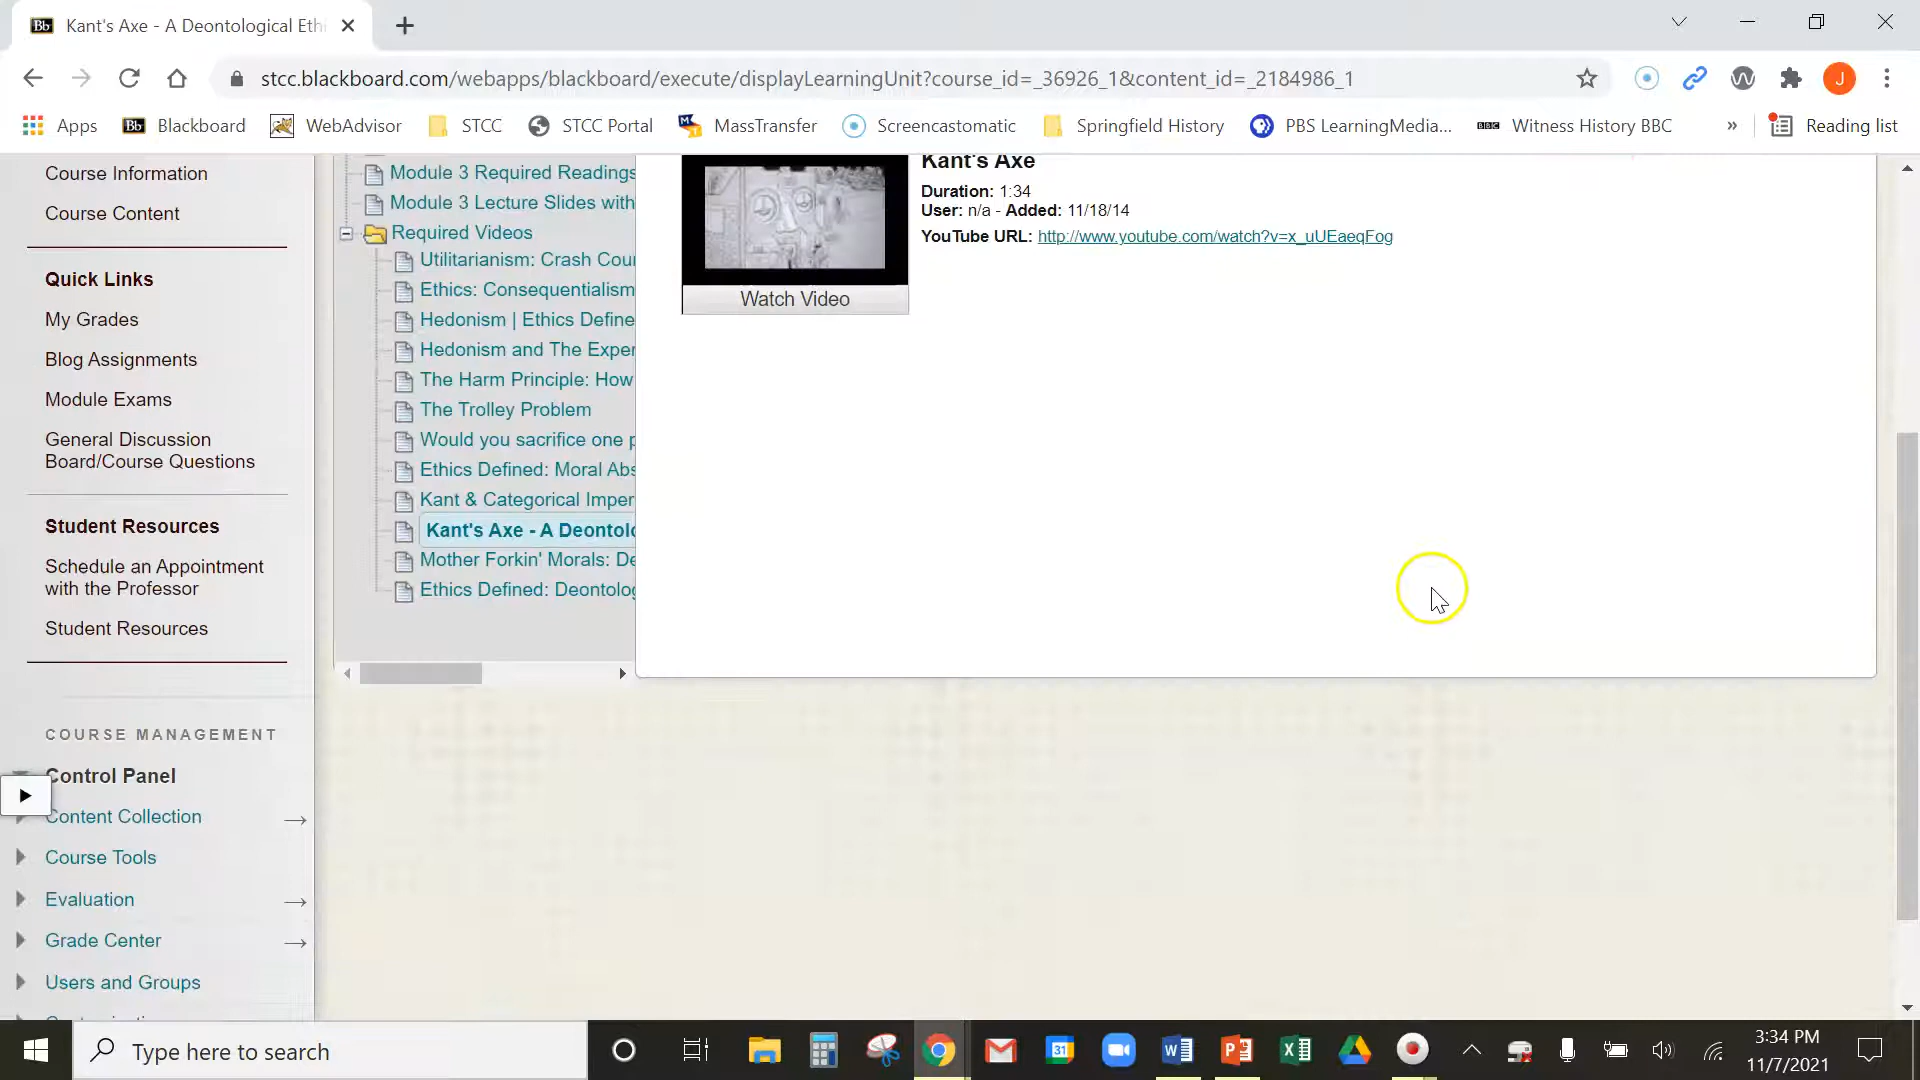 Kant's Axe - A Deontological Eth
stcc.blackboard.com/webapps/blackboard/execute/displayLearningUnit?course_id=_36926_1&content_id=_2184986_1
J
Apps
Blackboard
WebAdvisor
STCC
STCC Portal
MassTransfer
Screencastomatic
Springfield History
PBS LearningMedia...
Witness History BBC
»
Reading list
Course Information
Course Content
Quick Links
My Grades
Blog Assignments
Module Exams
General Discussion
Board/Course Questions
Student Resources
Schedule an Appointment
with the Professor
Student Resources
COURSE MANAGEMENT
Control Panel
Content Collection
Course Tools
Evaluation
Grade Center
Users and Groups
Module 3 Required Readings
Module 3 Lecture Slides with
Required Videos
Utilitarianism: Crash Cou
Ethics: Consequentialism
Hedonism | Ethics Define
Hedonism and The Exper
The Harm Principle: How
The Trolley Problem
Would you sacrifice one p
Ethics Defined: Moral Abs
Kant & Categorical Imper
Kant's Axe - A Deontolo
Mother Forkin' Morals: De
Ethics Defined: Deontolog
Kant's Axe
Duration: 1:34
User: n/a - Added: 11/18/14
YouTube URL: http://www.youtube.com/watch?v=x_uUEaeqFog
Watch Video
Type here to search
3:34 PM
11/7/2021